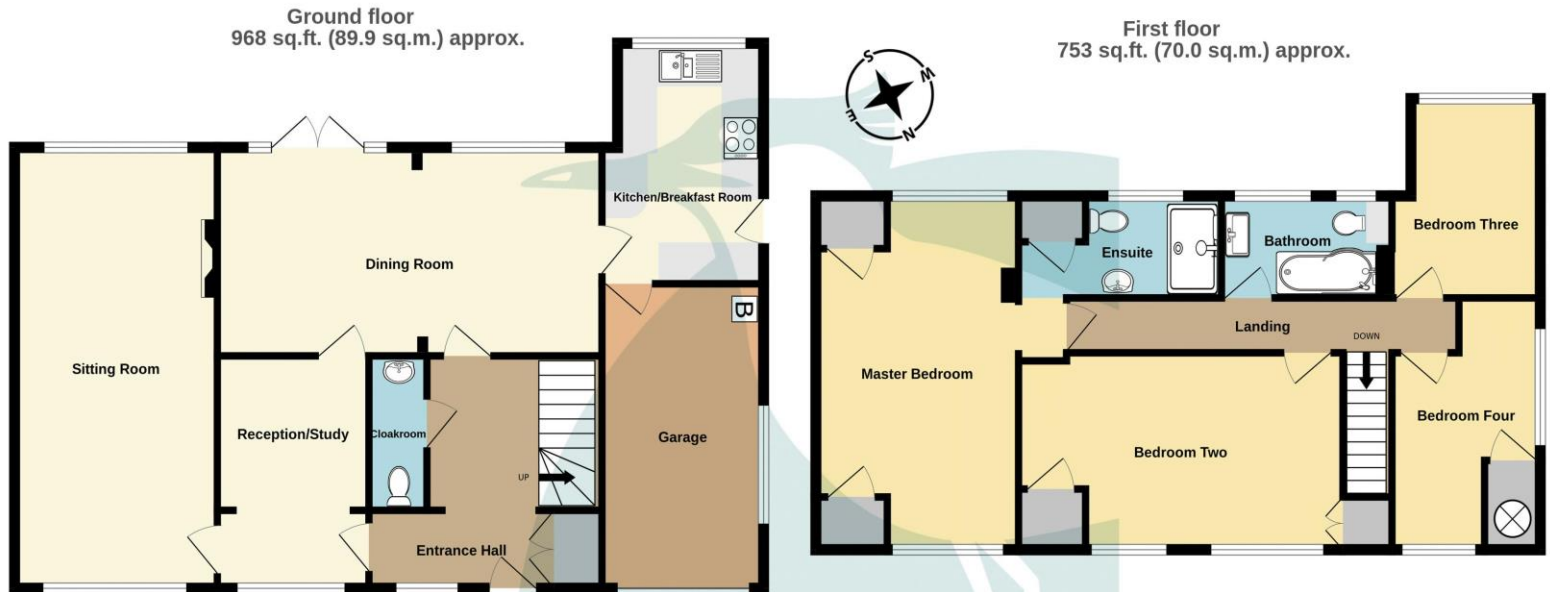 Ground floor
968 sq.ft. (89.9 sq.m.) approx.
First floor
753 sq.ft. (70.0 sq.m.) approx.
S
W
E
N
Kitchen/Breakfast Room
Dining Room
B
Sitting Room
Reception/Study
Cloakroom
Garage
UP
Entrance Hall
Bedroom Three
Ensuite
Bathroom
Landing
DOWN
Master Bedroom
Bedroom Four
Bedroom Two